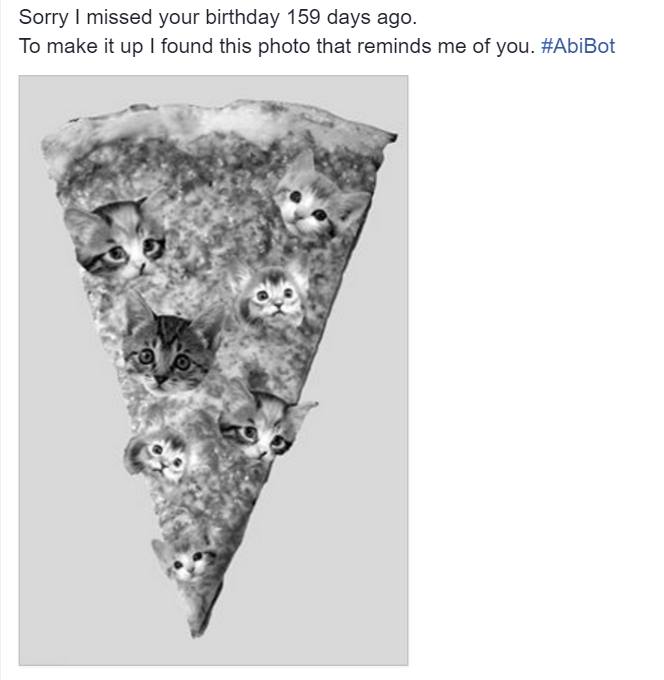 Sorry I missed your birthday 159 days ago.
To make it up I found this photo that reminds me of you. #AbiBot